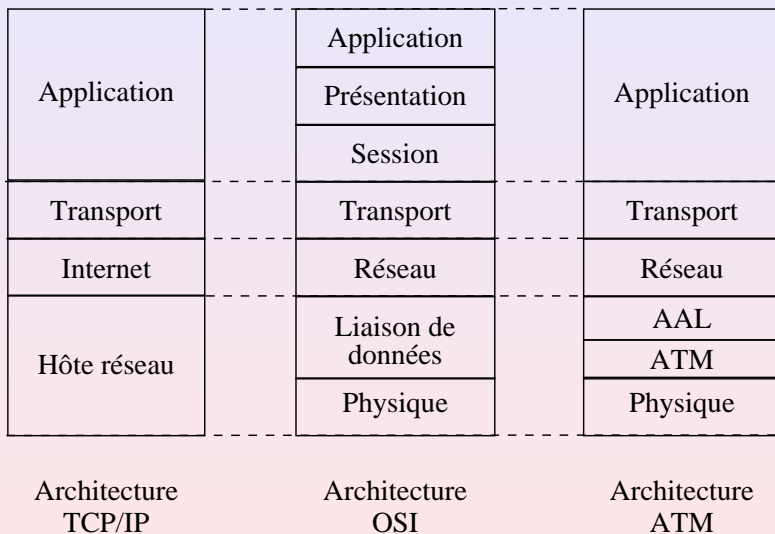 Application
Transport
Internet
Hôte réseau
Architecture
TCP/IP
Application
Présentation
Session
Transport
Réseau
Liaison de
données
Physique
Architecture
OSI
Application
Transport
Réseau
AAL
ATM
Physique
Architecture
ATM